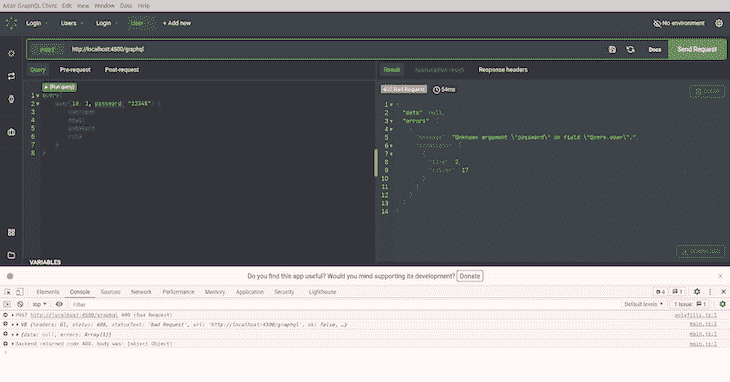 Altair GraphQL Client File Edit View Window Data Help
Login Users Login User + Add new No environment
POST http://localhost:4500/graphql Docs Send Request
Query Pre-request Post-request
Result Response headers
(Run query)
400 Bad Request 54ms CLEAR
1 query{
2 user(id: 1, password: "12345") {
3
4
5 password
6
7 }
8 }
1 {
2 "data": null,
3 "errors": [
4 {
5 "message": "Unknown argument \"password\" on field \"Query.user\".",
6 "locations": [
7 {
8 "line": 2,
9 "column": 17
10 }
11 ]
12 }
13 ]
14 }
DOWNLOAD
VARIABLES
Do you find this app useful? Would you mind supporting its development? Donate
Elements Console Sources Network Performance Memory Application Security Lighthouse 4 1
top Filter Default levels 1 Issue: 1
POST http://localhost:4500/graphql 400 (Bad Request) polyfills.js:1
{headers: , status: 400, statusText: 'Bad Request', url: 'http://localhost:4500/graphql', ok: false, …} main.js:1
{data: null, errors: Array(1)} main.js:1
Backend returned code 400, body was: [object Object] main.js:1